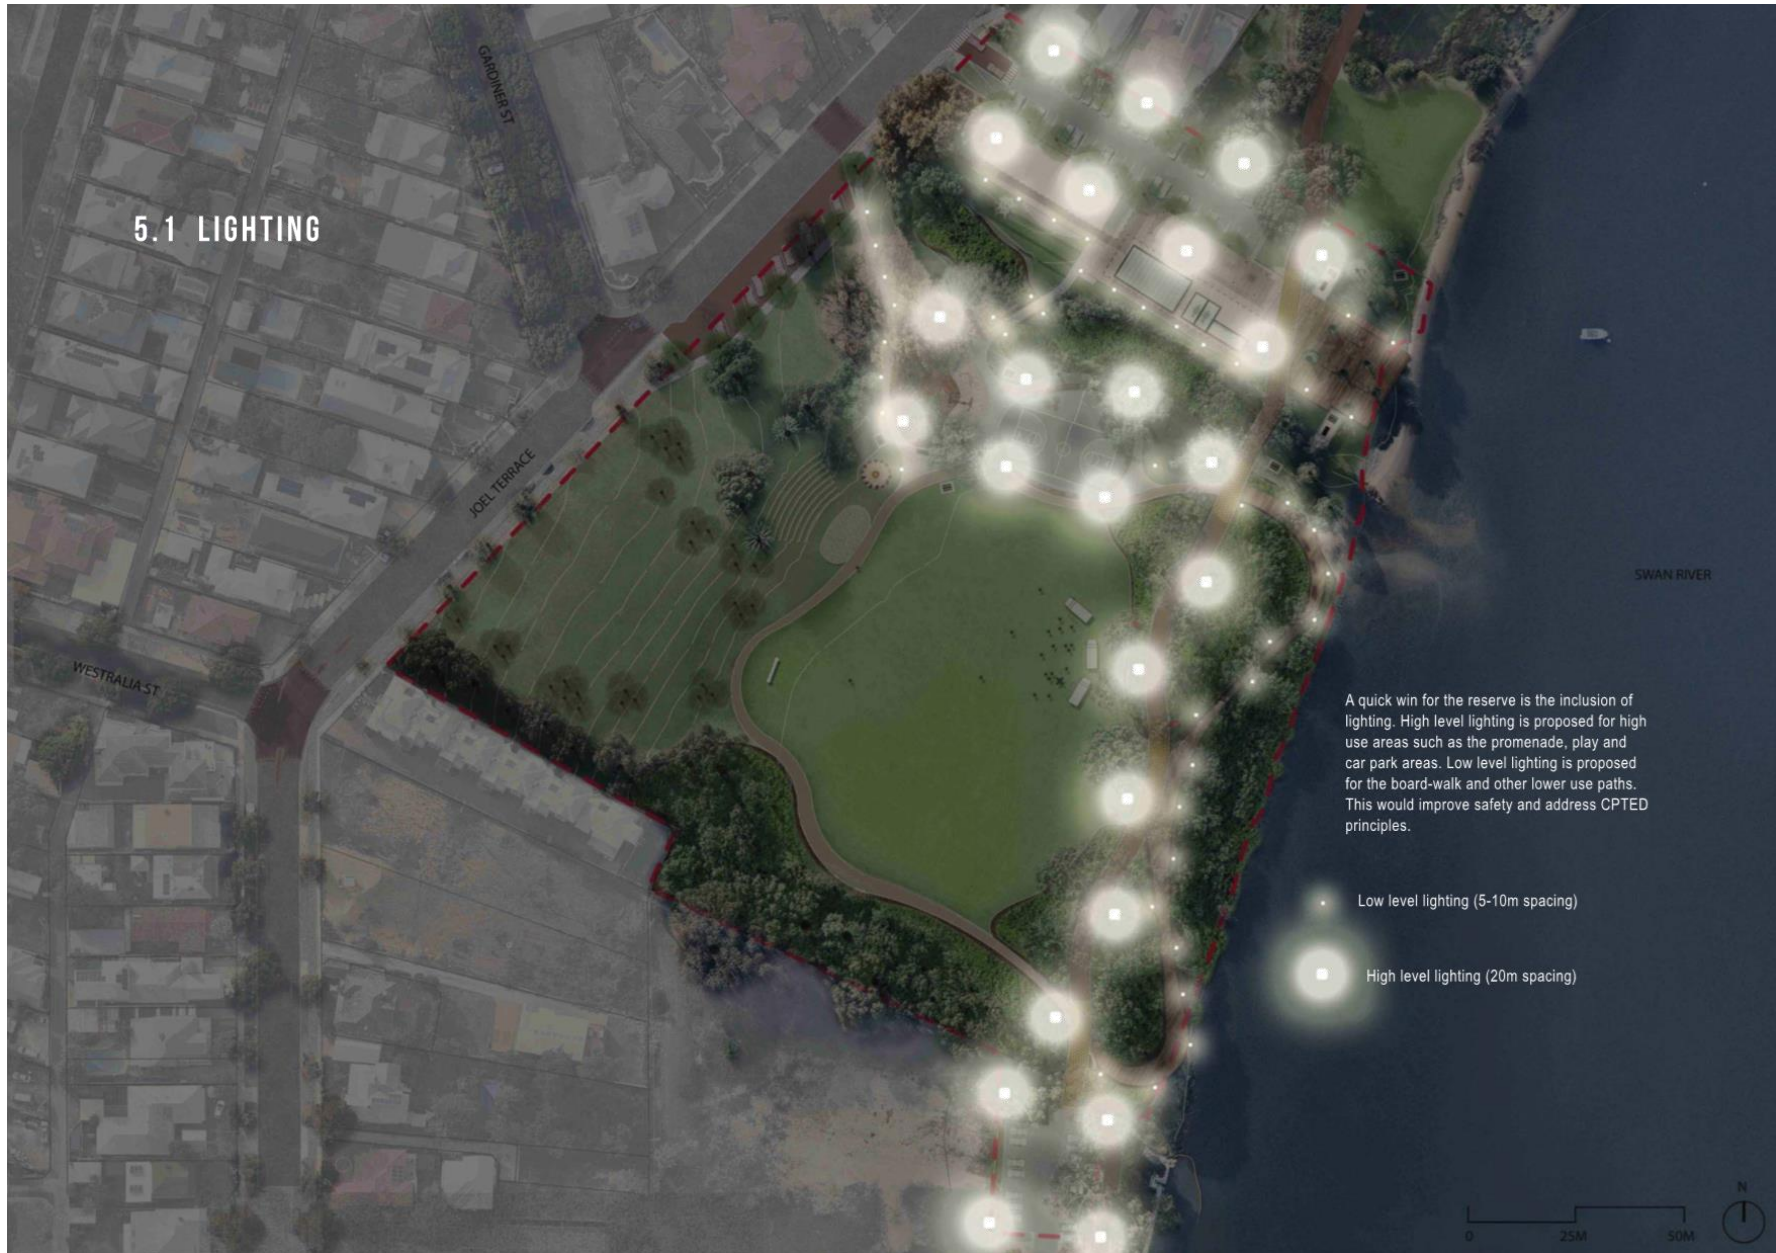 GARDINER ST
5.1 LIGHTING
JOEL TERRACE
SWAN RIVER
WESTRALIA ST
A quick win for the reserve is the inclusion of
lighting. High level lighting is proposed for high
use areas such as the promenade, play and
car park areas. Low level lighting is proposed
for the board-walk and other lower use paths.
This would improve safety and address CPTED
principles.
Low level lighting (5-10m spacing)
High level lighting (20m spacing)
N
0 25M 50M